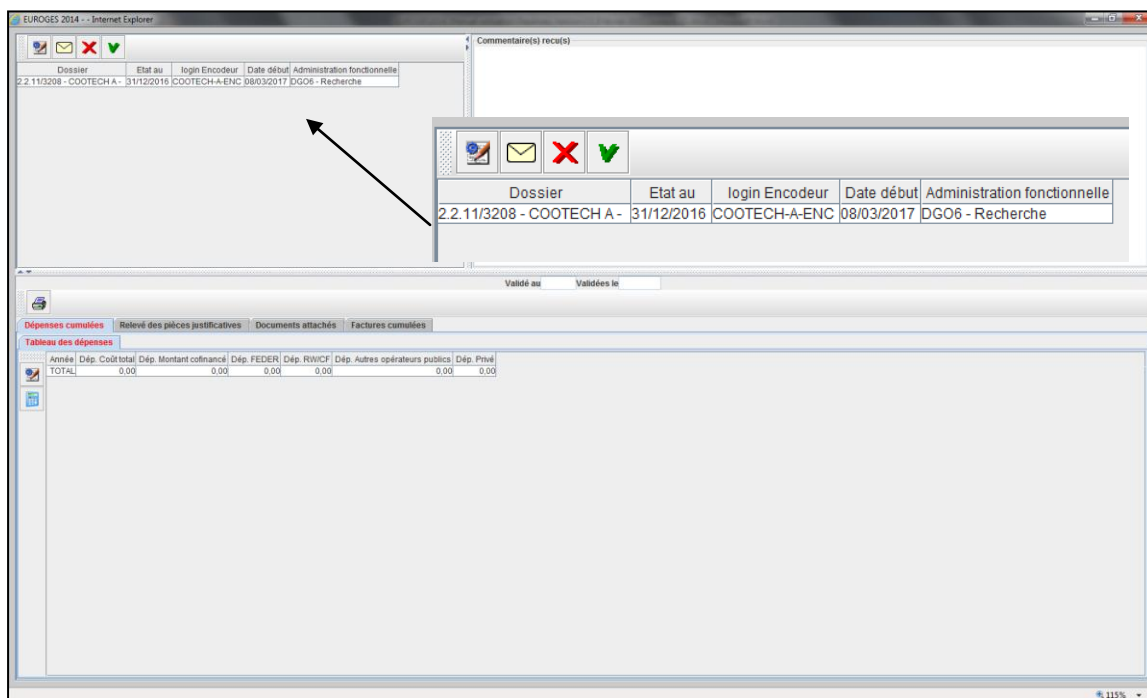 EUROGES 2014 - - Internet Explorer
Commentaire(s) recu(s)
Dossier Etat au login Encodeur Date début Administration fonctionnelle
2.2.11/3208 - COOTECH A - 31/12/2016 COOTECH-A-ENC 08/03/2017 DGO6 - Recherche
Dossier Etat au login Encodeur Date début Administration fonctionnelle
2.2.11/3208 - COOTECH A - 31/12/2016 COOTECH-A-ENC 08/03/2017 DGO6 - Recherche
Validé au Validées le
Dépenses cumulées Relevé des pièces justificatives Documents attachés Factures cumulées
Tableau des dépenses
Année Dép. Coût total Dép. Montant cofinancé Dép. FEDER Dép. RW/CF Dép. Autres opérateurs publics Dép. Privé
TOTAL 0,00 0,00 0,00 0,00 0,00 0,00
115%